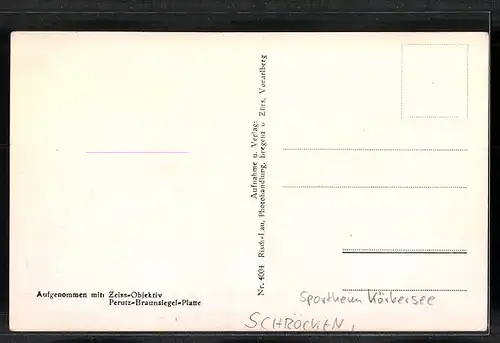 Aufgenommen mit: Zeiss-Objektiv
Perutz-Braunsiegel-Platte
Nr. 4004 Risch-Lau, Photohandlung, Bregenz o Zürs, Vorarlberg
Aufnahme u. Verlag:
Sportheim Körbersee
SCHRÖCKEN,